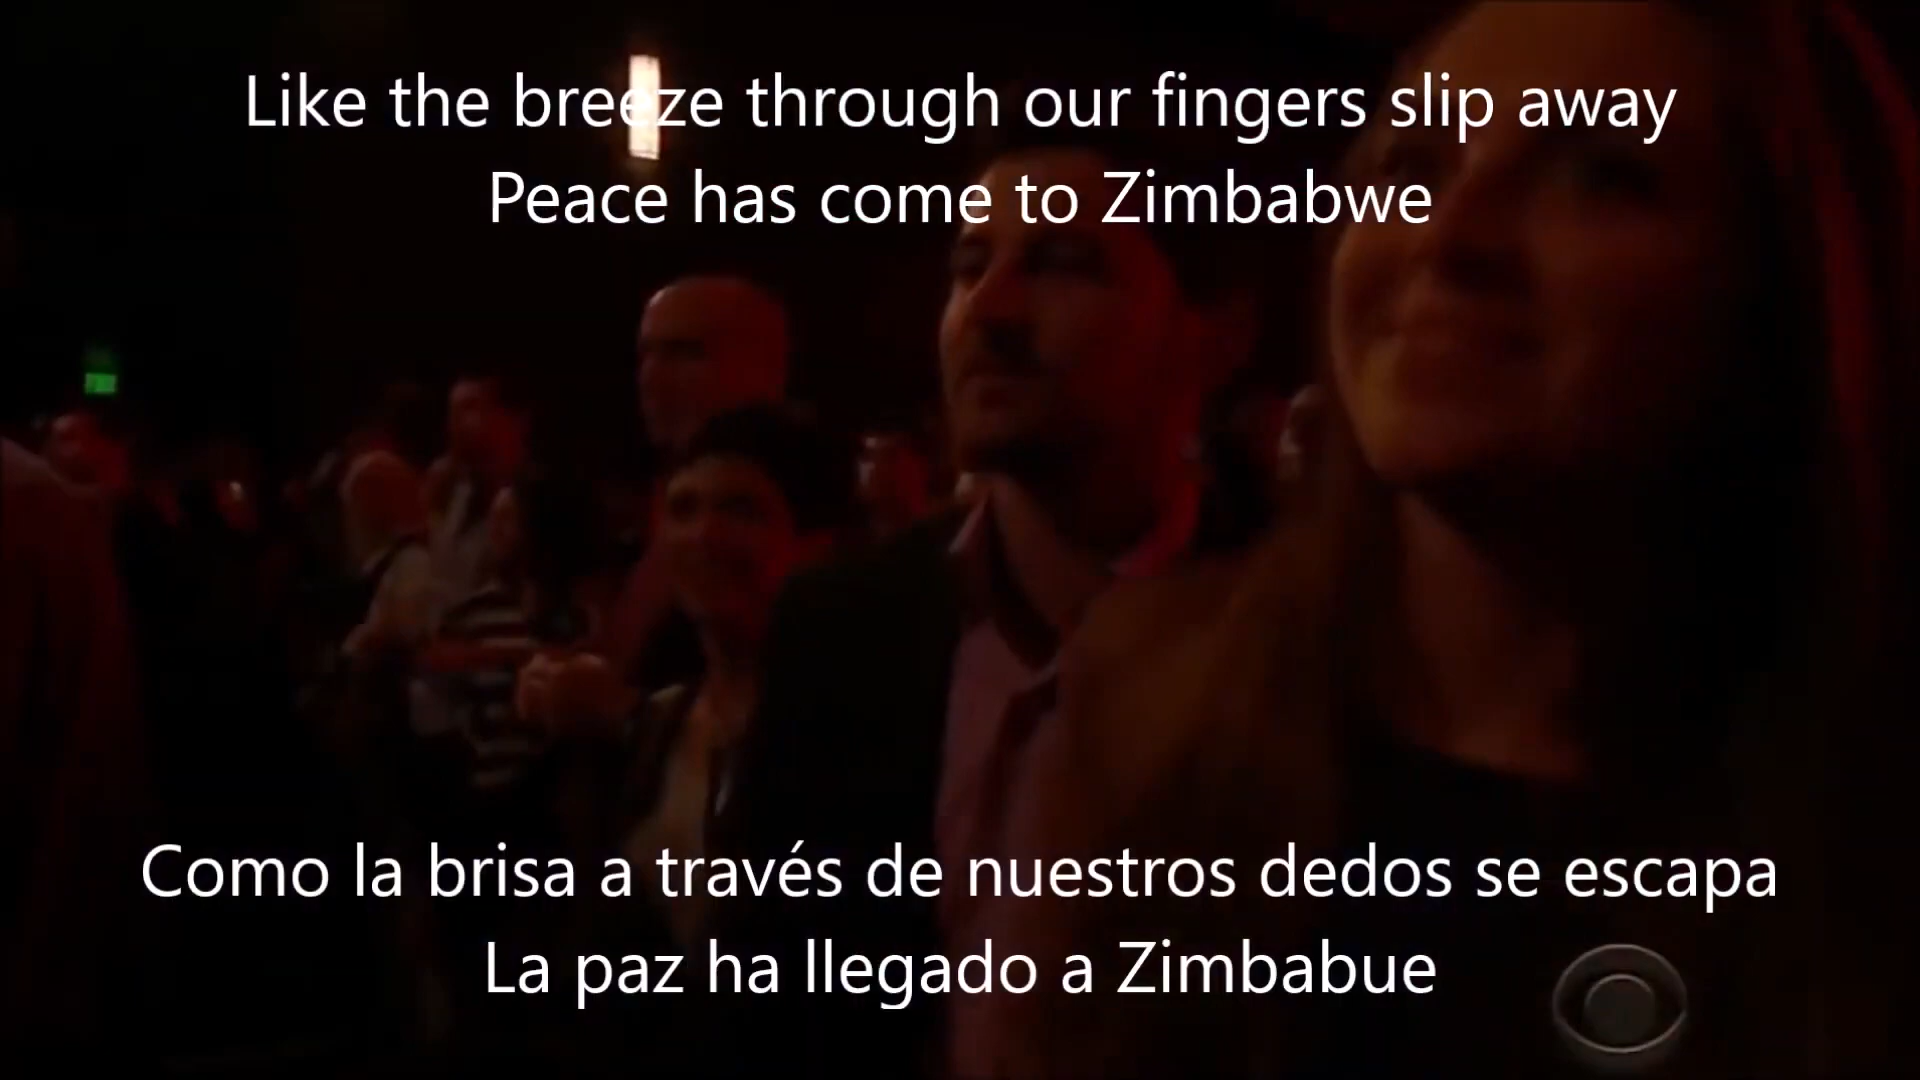 Like the breeze through our fingers slip away
Peace has come to Zimbabwe
Como la brisa a través de nuestros dedos se escapa
La paz ha llegado a Zimbabue